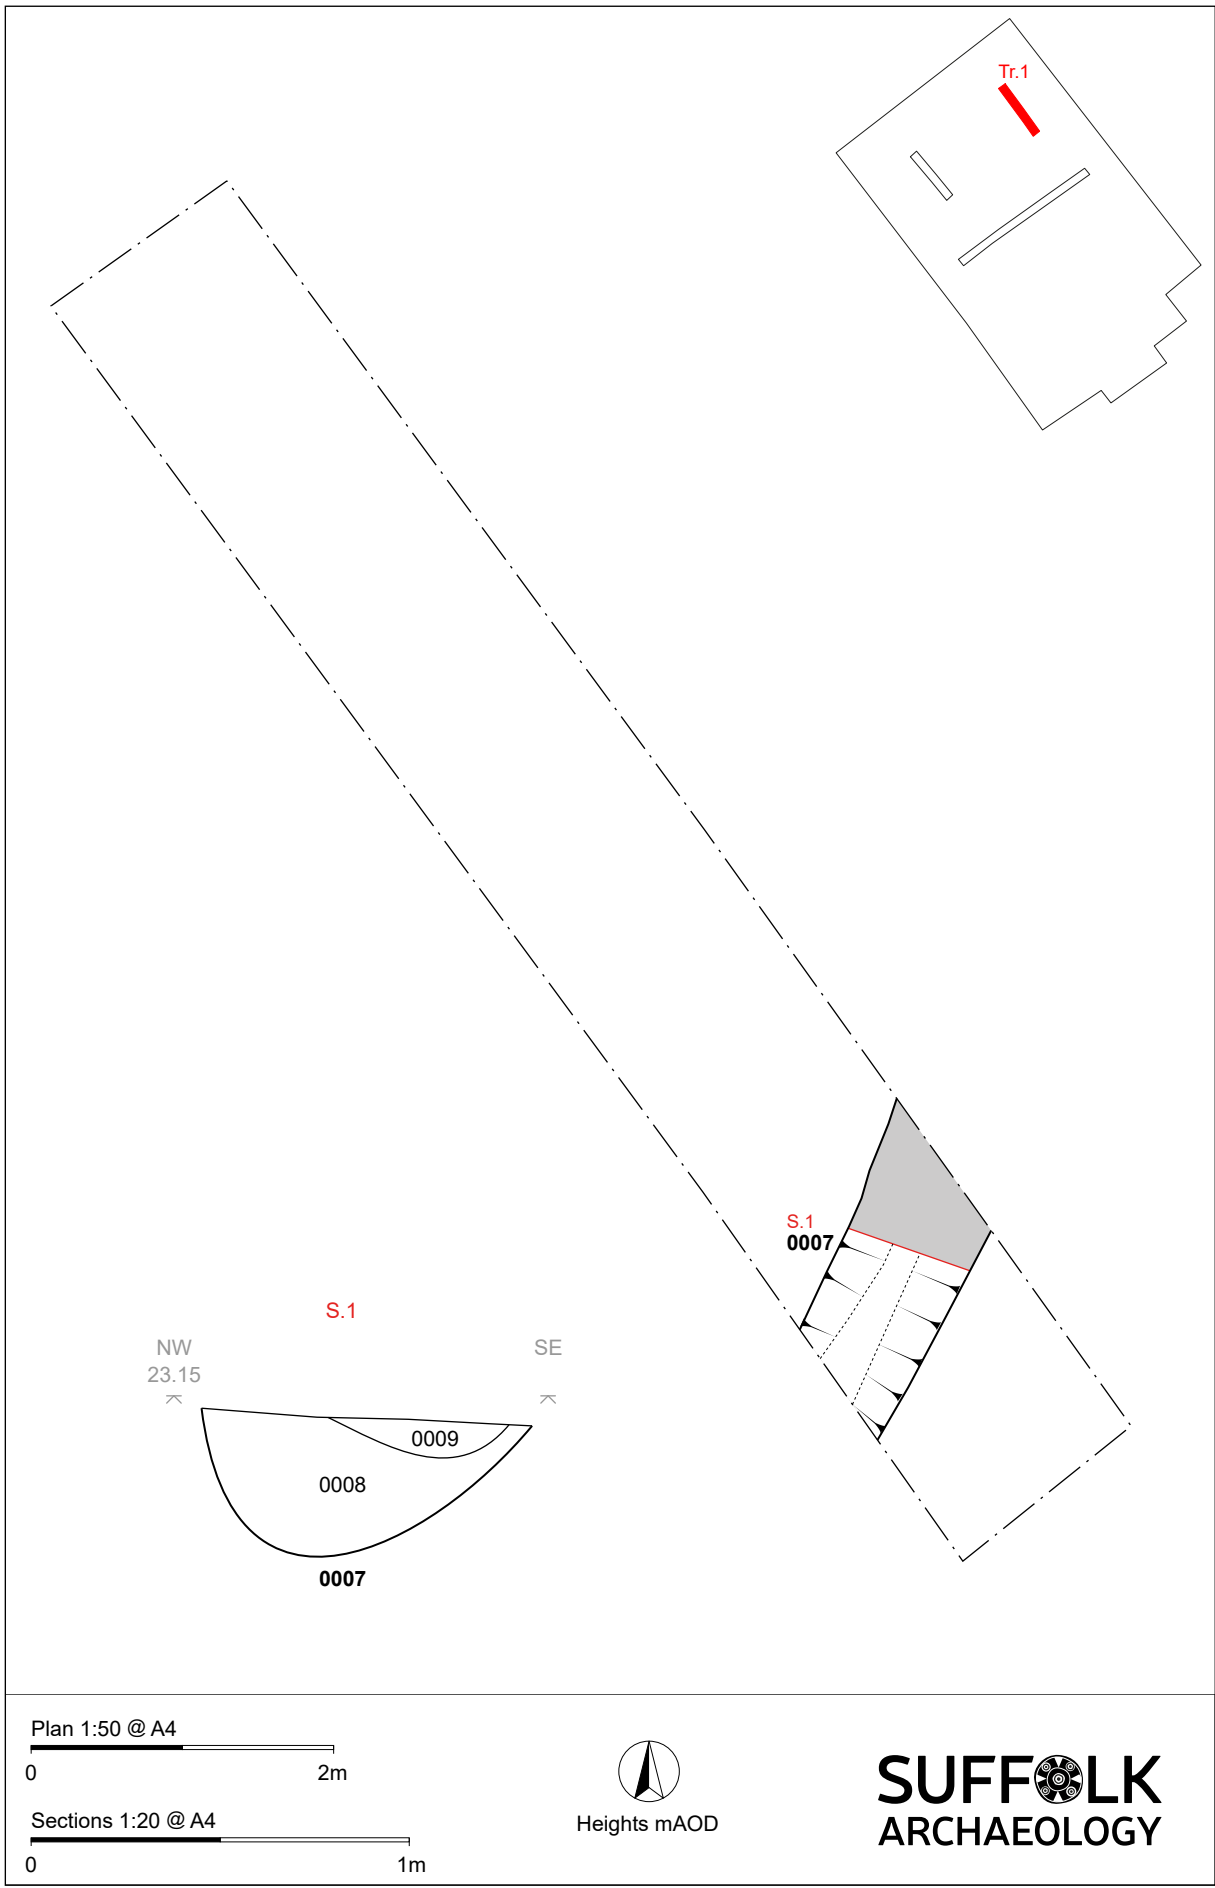 Tr.1
S.1
0007
S.1
NW
SE
23.15
0009
0008
0007
Plan 1:50 @ A4
0
2m
Sections 1:20 @ A4
0
1m
Heights mAOD
SUFFOLK
ARCHAEOLOGY